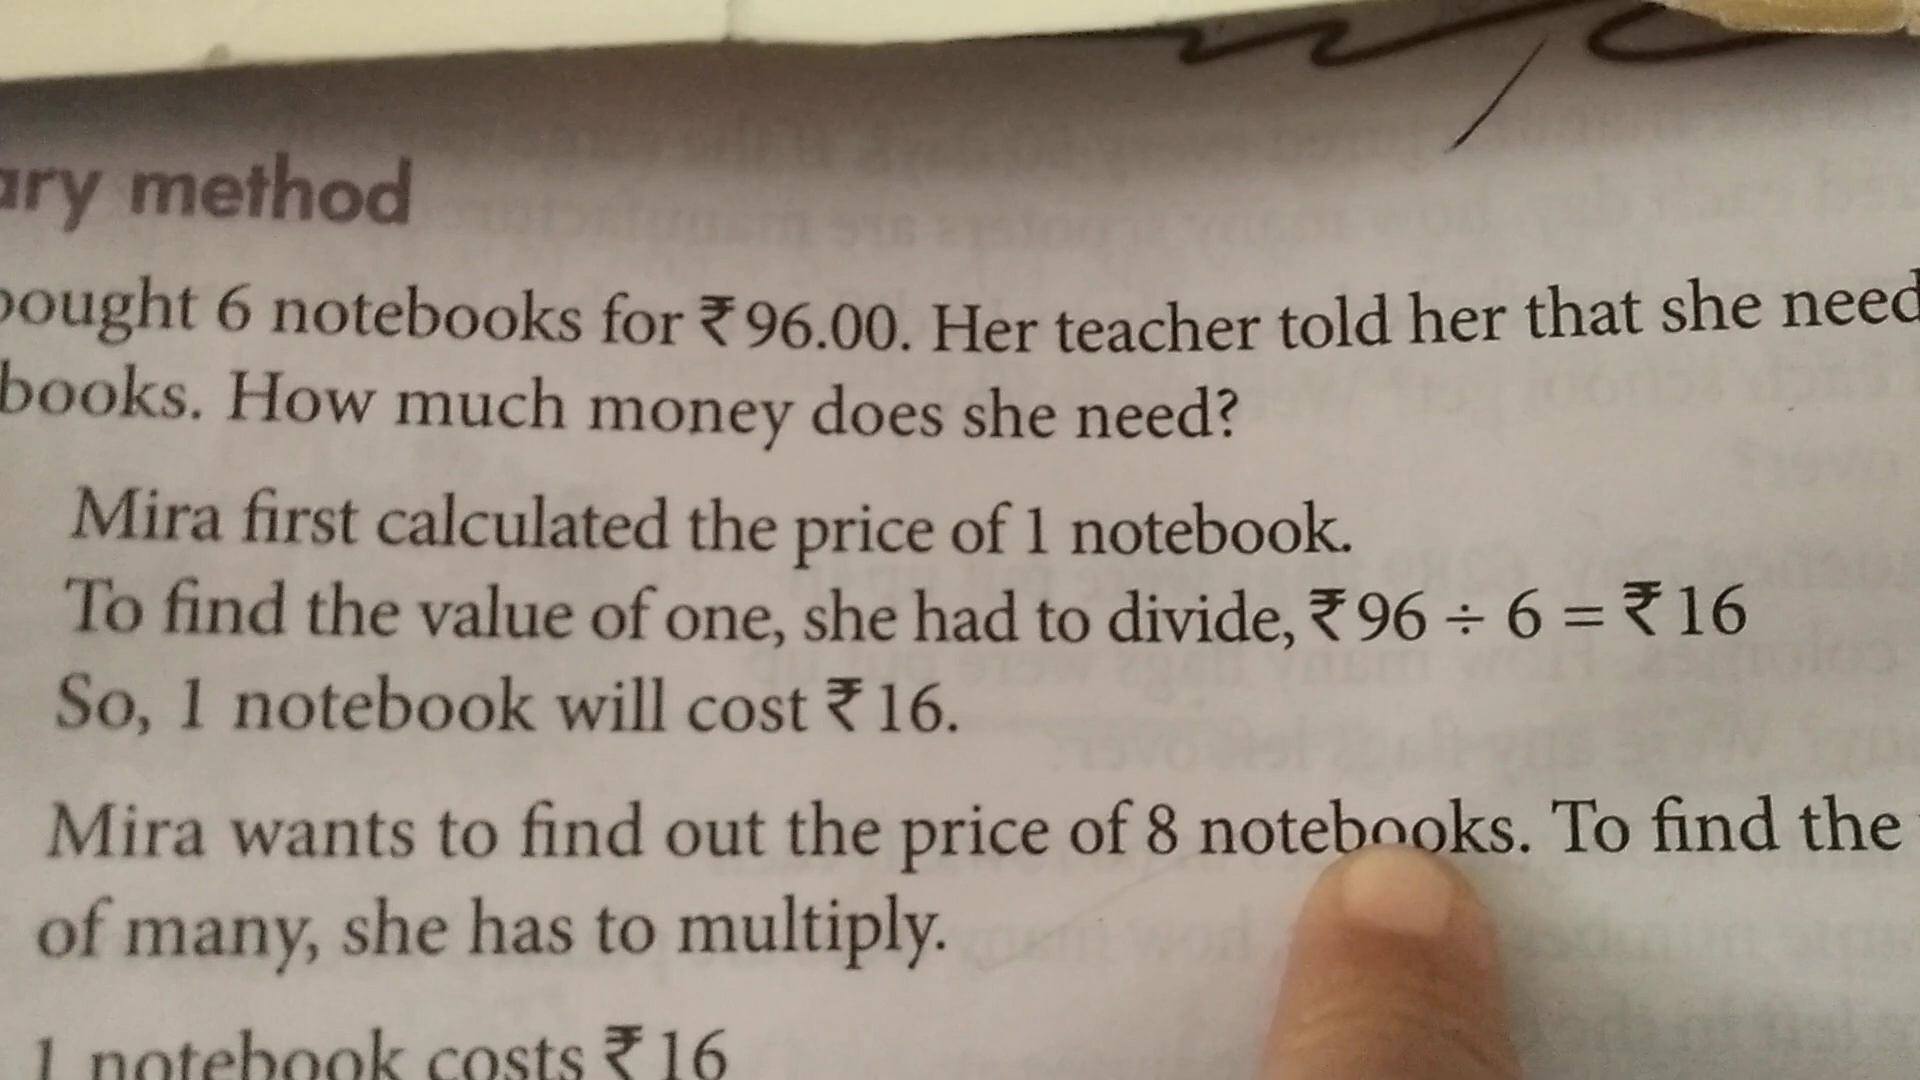 ary method
bought 6 notebooks for ₹96.00. Her teacher told her that she need
books. How much money does she need?
Mira first calculated the price of 1 notebook.
To find the value of one, she had to divide, ₹96 ÷ 6 = ₹16
So, 1 notebook will cost ₹16.
Mira wants to find out the price of 8 notebooks. To find the
of many, she has to multiply.
1 notebook costs ₹16